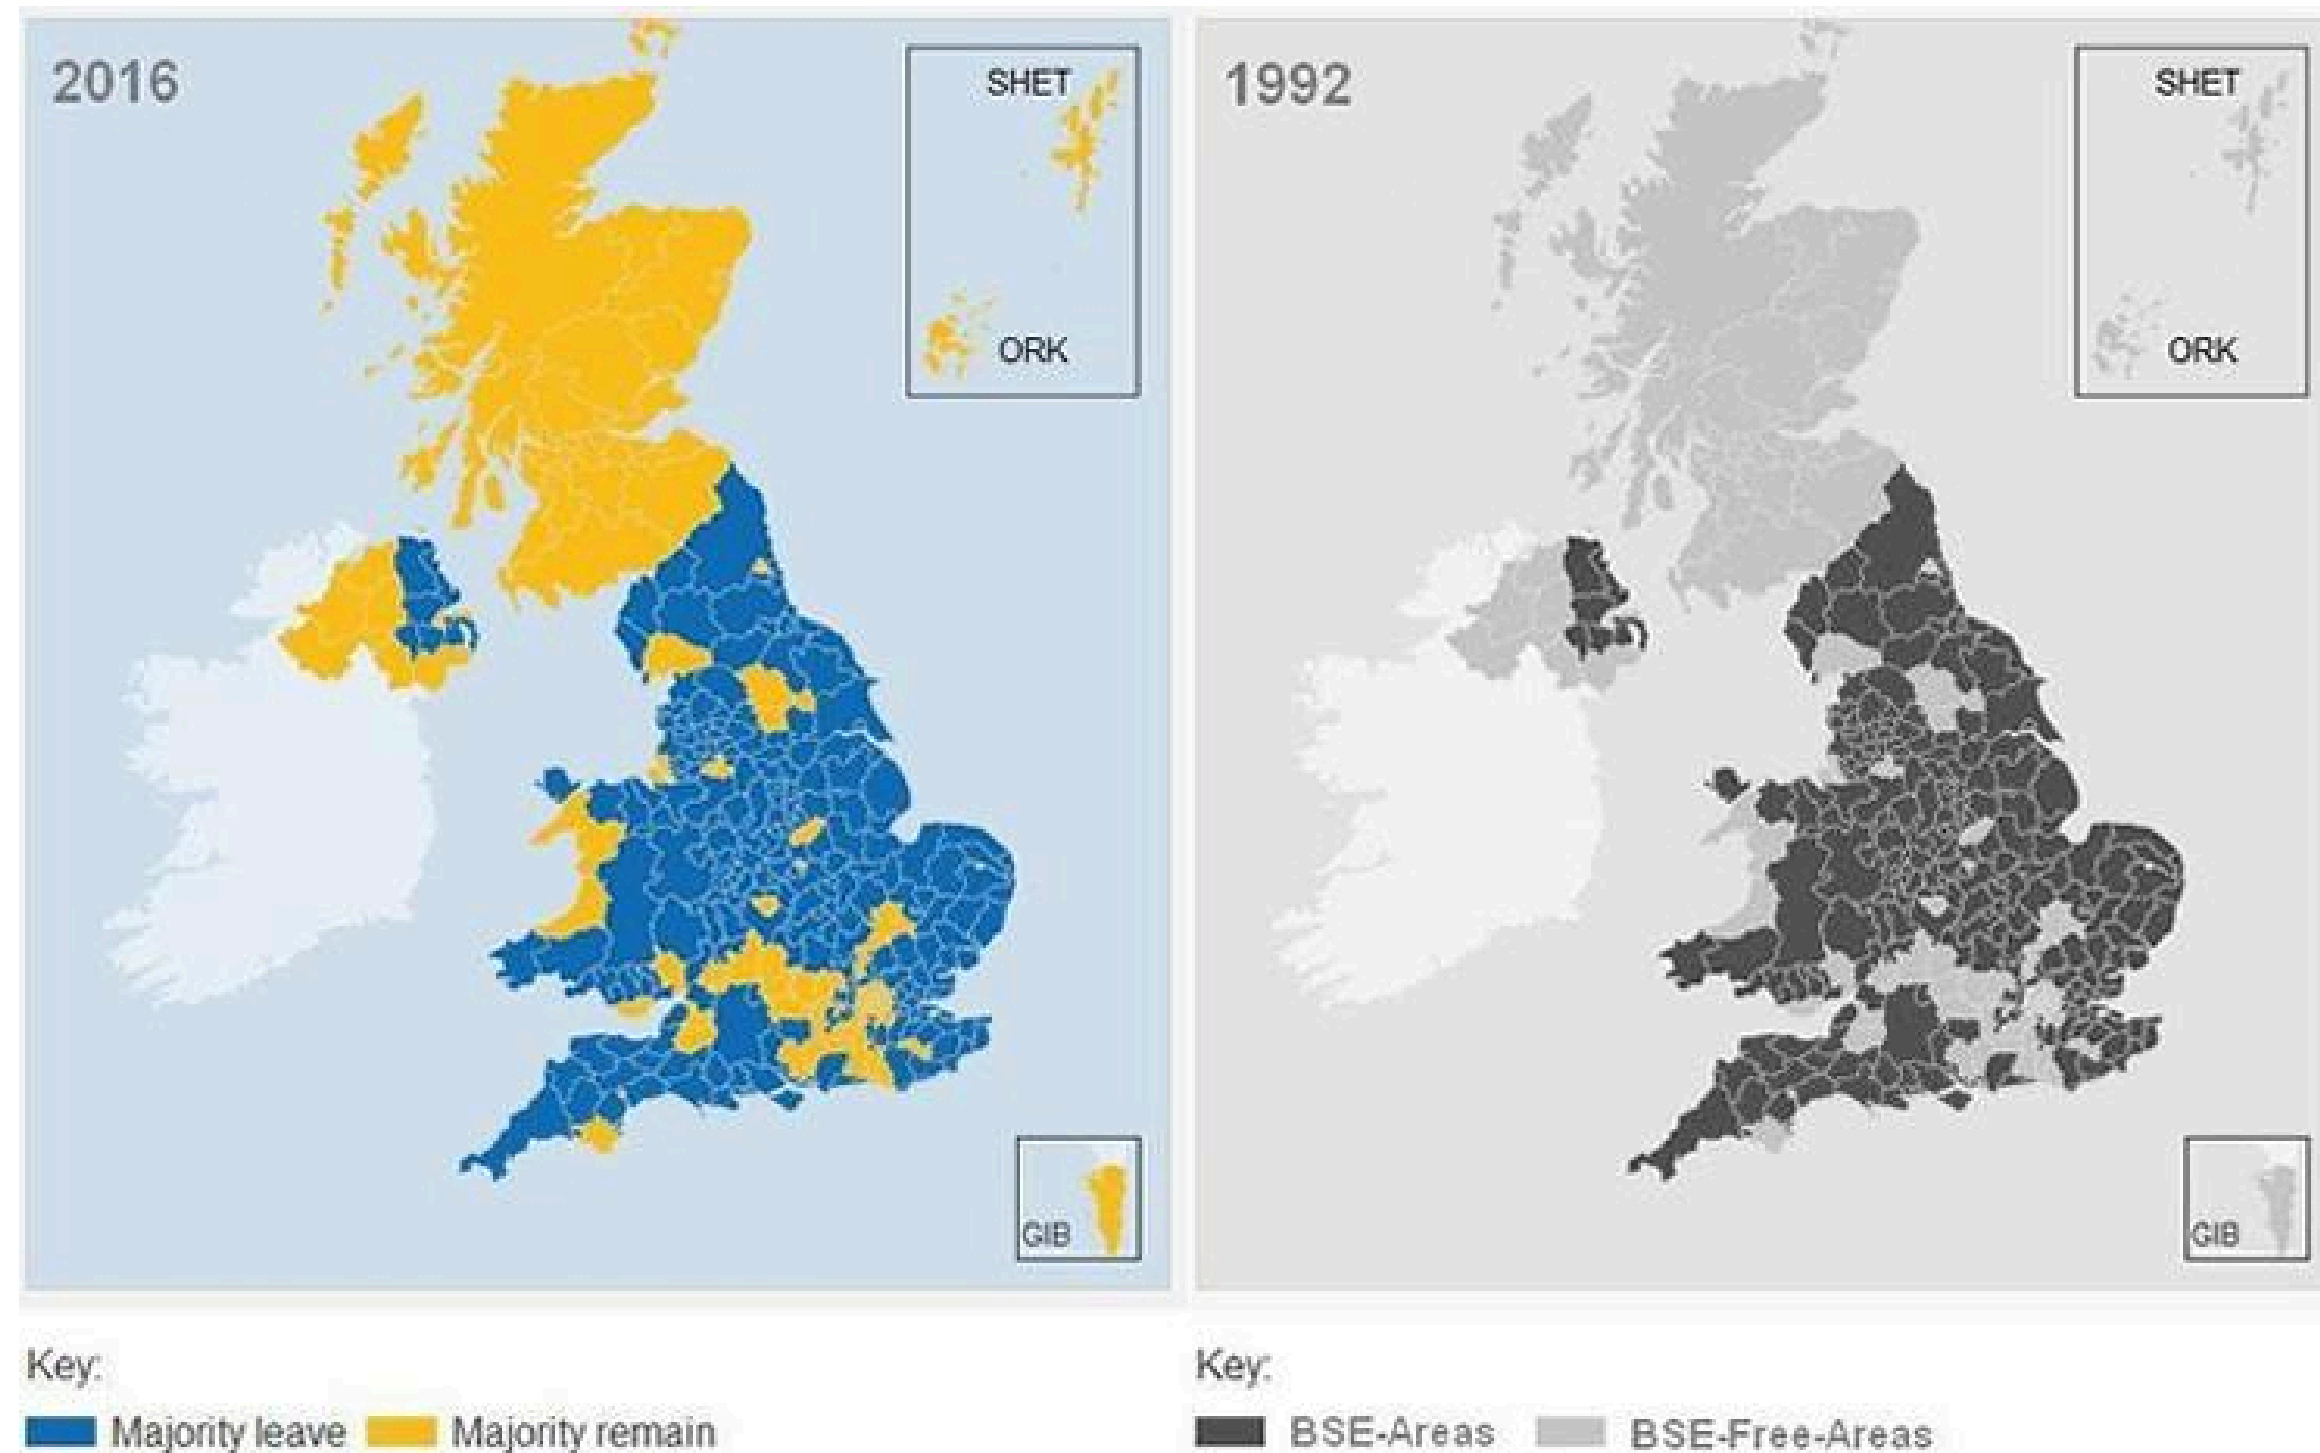 2016
SHET
ORK
GIB
Key:
Majority leave
Majority remain
1992
SHET
ORK
GIB
Key:
BSE-Areas
BSE-Free-Areas